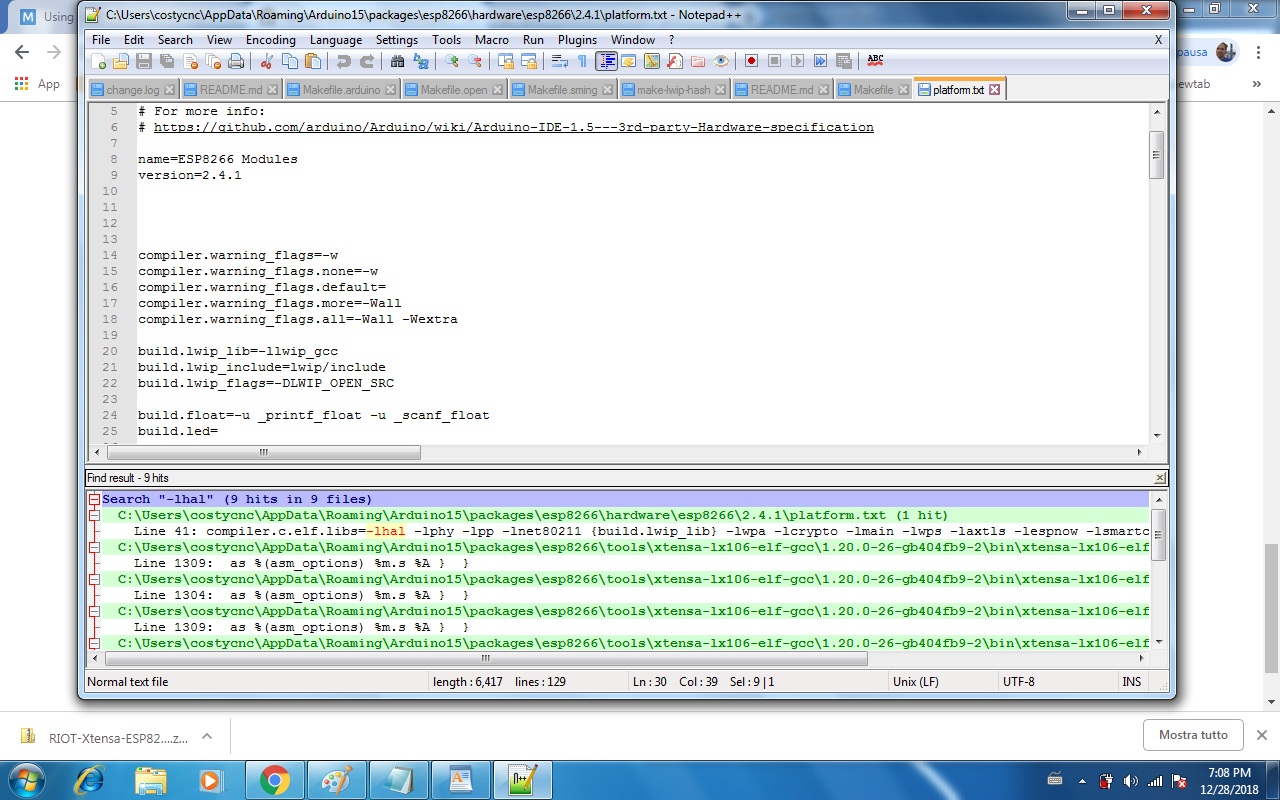 Using
C:\Users\costycnc\AppData\Roaming\Arduino15\packages\esp8266\hardware\esp8266\2.4.1\platform.txt - Notepad++
File Edit Search View Encoding Language Settings Tools Macro Run Plugins Window ? X
pausa
App
newtab
»
change.log README.md Makefile.arduino Makefile.open Makefile.sming make-lwip-hash README.md Makefile platform.txt
5 # For more info:
6 # https://github.com/arduino/Arduino/wiki/Arduino-IDE-1.5---3rd-party-Hardware-specification
7
8 name=ESP8266 Modules
9 version=2.4.1
10
11
12
13
14 compiler.warning_flags=-w
15 compiler.warning_flags.none=-w
16 compiler.warning_flags.default=
17 compiler.warning_flags.more=-Wall
18 compiler.warning_flags.all=-Wall -Wextra
19
20 build.lwip_lib=-llwip_gcc
21 build.lwip_include=lwip/include
22 build.lwip_flags=-DLWIP_OPEN_SRC
23
24 build.float=-u _printf_float -u _scanf_float
25 build.led=
Find result - 9 hits
Search "-lhal" (9 hits in 9 files)
C:\Users\costycnc\AppData\Roaming\Arduino15\packages\esp8266\hardware\esp8266\2.4.1\platform.txt (1 hit)
Line 41: compiler.c.elf.libs=-lhal -lphy -lpp -lnet80211 {build.lwip_lib} -lwpa -lcrypto -lmain -lwps -laxtls -lespnow -lsmartc
C:\Users\costycnc\AppData\Roaming\Arduino15\packages\esp8266\tools\xtensa-lx106-elf-gcc\1.20.0-26-gb404fb9-2\bin\xtensa-lx106-elf
Line 1309: as %(asm_options) %m.s %A } }
C:\Users\costycnc\AppData\Roaming\Arduino15\packages\esp8266\tools\xtensa-lx106-elf-gcc\1.20.0-26-gb404fb9-2\bin\xtensa-lx106-elf
Line 1304: as %(asm_options) %m.s %A } }
C:\Users\costycnc\AppData\Roaming\Arduino15\packages\esp8266\tools\xtensa-lx106-elf-gcc\1.20.0-26-gb404fb9-2\bin\xtensa-lx106-elf
Line 1309: as %(asm_options) %m.s %A } }
C:\Users\costycnc\AppData\Roaming\Arduino15\packages\esp8266\tools\xtensa-lx106-elf-gcc\1.20.0-26-gb404fb9-2\bin\xtensa-lx106-elf
Normal text file length : 6,417 lines : 129 Ln : 30 Col : 39 Sel : 9 | 1 Unix (LF) UTF-8 INS
RIOT-Xtensa-ESP82....z...
Mostra tutto
7:08 PM
12/28/2018